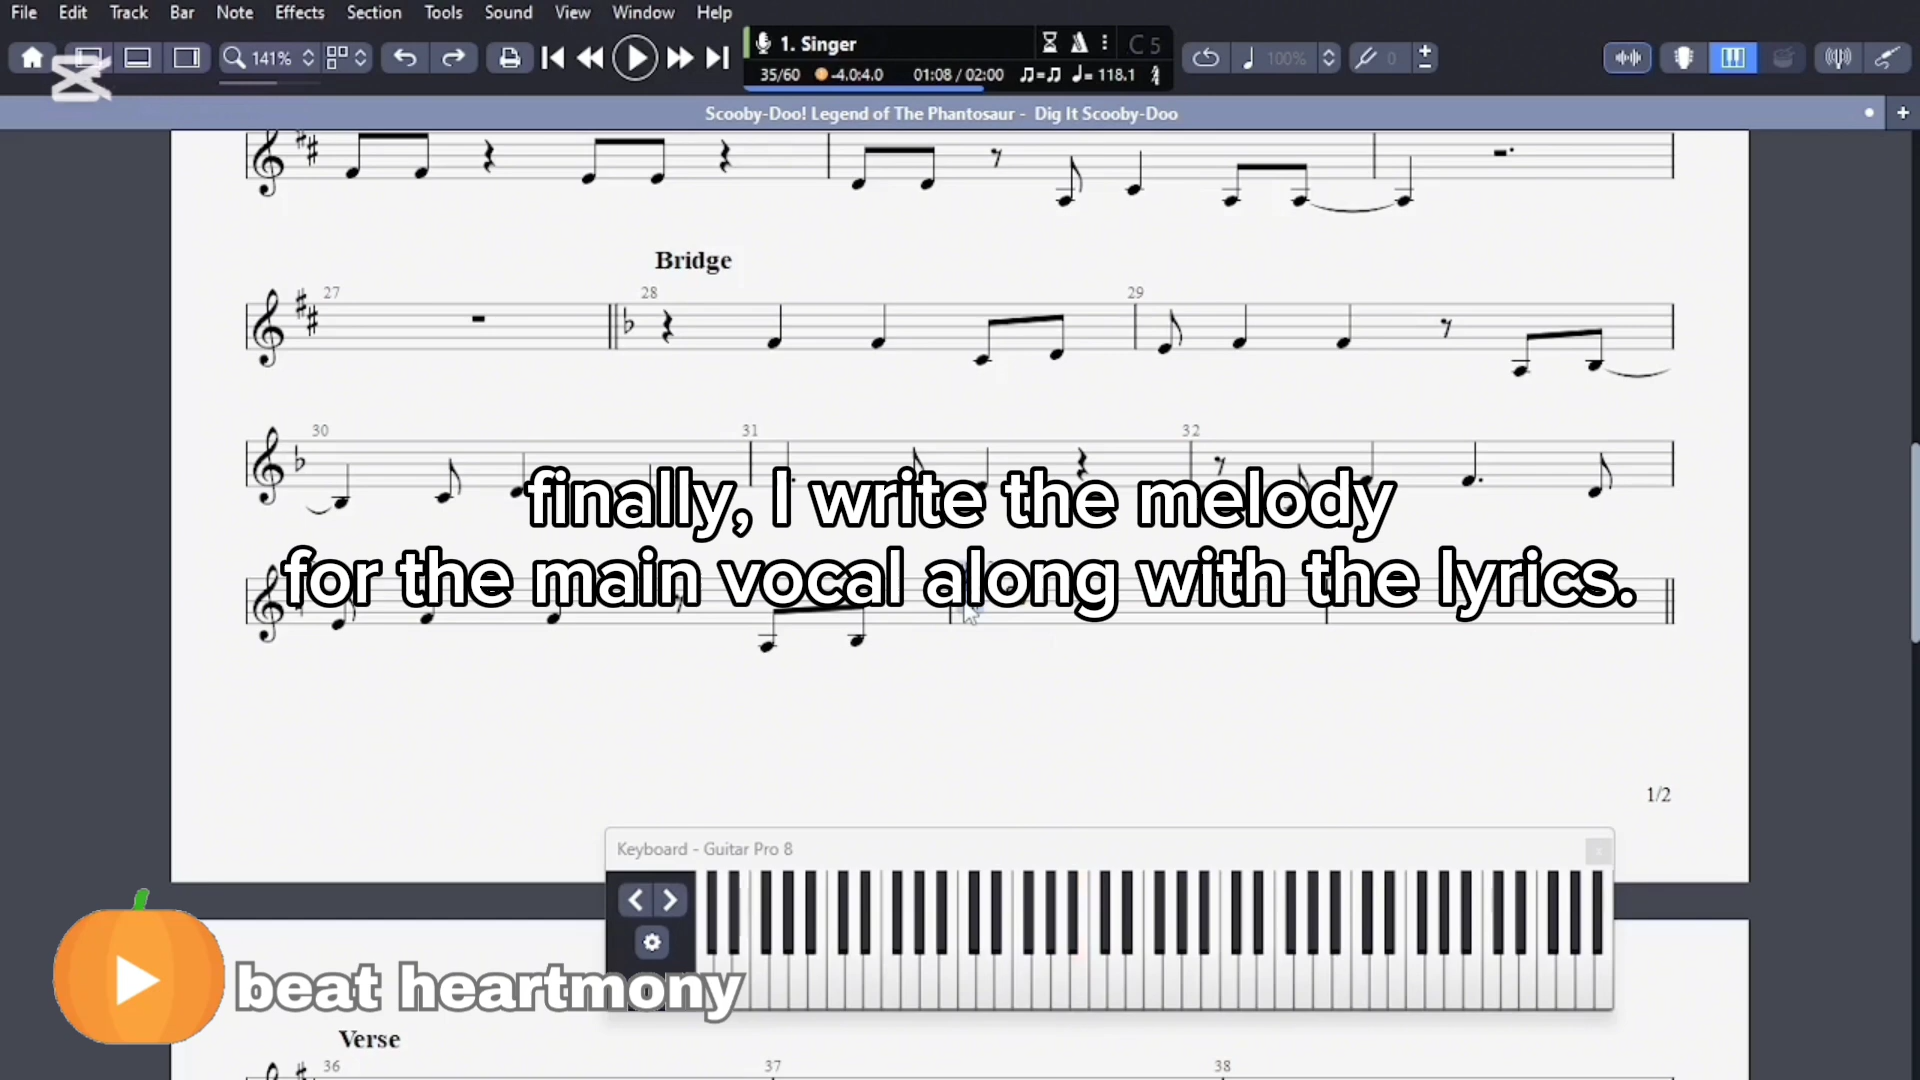 File Edit Track Bar Note Effects Section Tools Sound View Window Help
141%
1. Singer
C 5
35/60 -4.0:4.0 01:08 / 02:00 = 118.1
100%
0
Scooby-Doo! Legend of The Phantosaur - Dig It Scooby-Doo
Bridge
27 28 29
30 31 32
finally, I write the melody
for the main vocal along with the lyrics.
1/2
Keyboard - Guitar Pro 8
beat heartmony
Verse
36 37 38